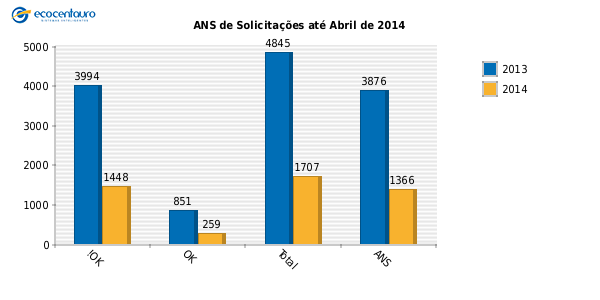 ecocentauro
ANS de Solicitações até Abril de 2014
5000
4000
3000
2000
1000
0
3994
1448
851
259
4845
1707
3876
1366
!OK
OK
Total
ANS
2013
2014